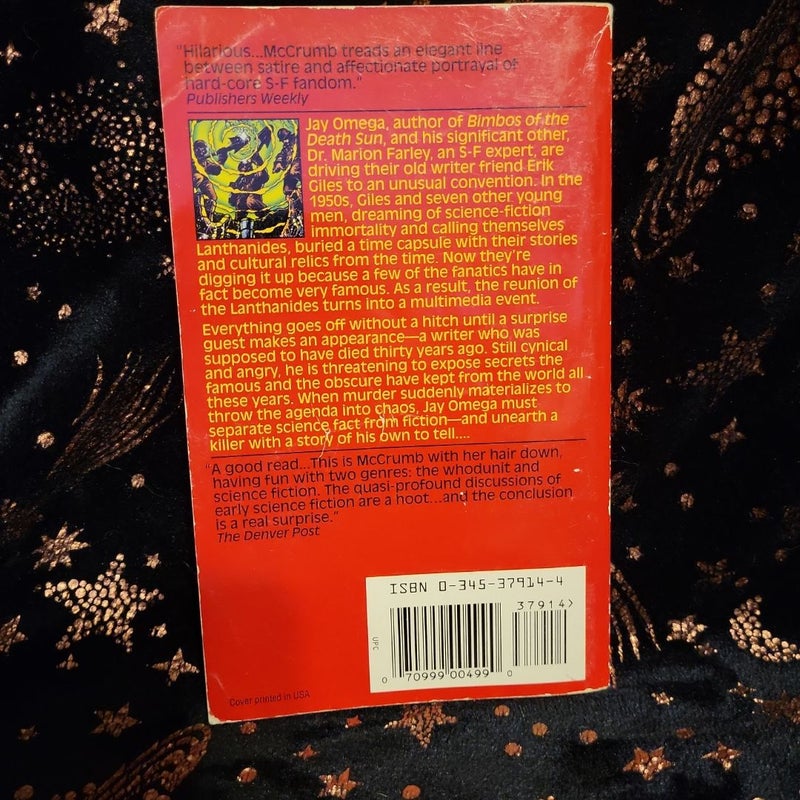 "Hilarious...McCrumb treads an elegant line
between satire and affectionate portrayal of
hard-core S-F fandom."
Publishers Weekly
Jay Omega, author of Bimbos of the
Death Sun, and his significant other,
Dr. Marion Farley, an S-F expert, are
driving their old writer friend Erik
Giles to an unusual convention. In the
1950s, Giles and seven other young
men, dreaming of science-fiction
immortality and calling themselves
Lanthanides, buried a time capsule with their stories
and cultural relics from the time. Now they're
digging it up because a few of the fanatics have in
fact become very famous. As a result, the reunion of
the Lanthanides turns into a multimedia event.
Everything goes off without a hitch until a surprise
guest makes an appearance—a writer who was
supposed to have died thirty years ago. Still cynical
and angry, he is threatening to expose secrets the
famous and the obscure have kept from the world all
these years. When murder suddenly materializes to
throw the agenda into chaos, Jay Omega must
separate science fact from fiction—and unearth a
killer with a story of his own to tell....
"A good read...This is McCrumb with her hair down,
having fun with two genres: the whodunit and
science fiction. The quasi-profound discussions of
early science fiction are a hoot...and the conclusion
is a real surprise."
The Denver Post
ISBN 0-345-37914-4
37914>
UPC
0 70999 00499 0
Cover printed in USA